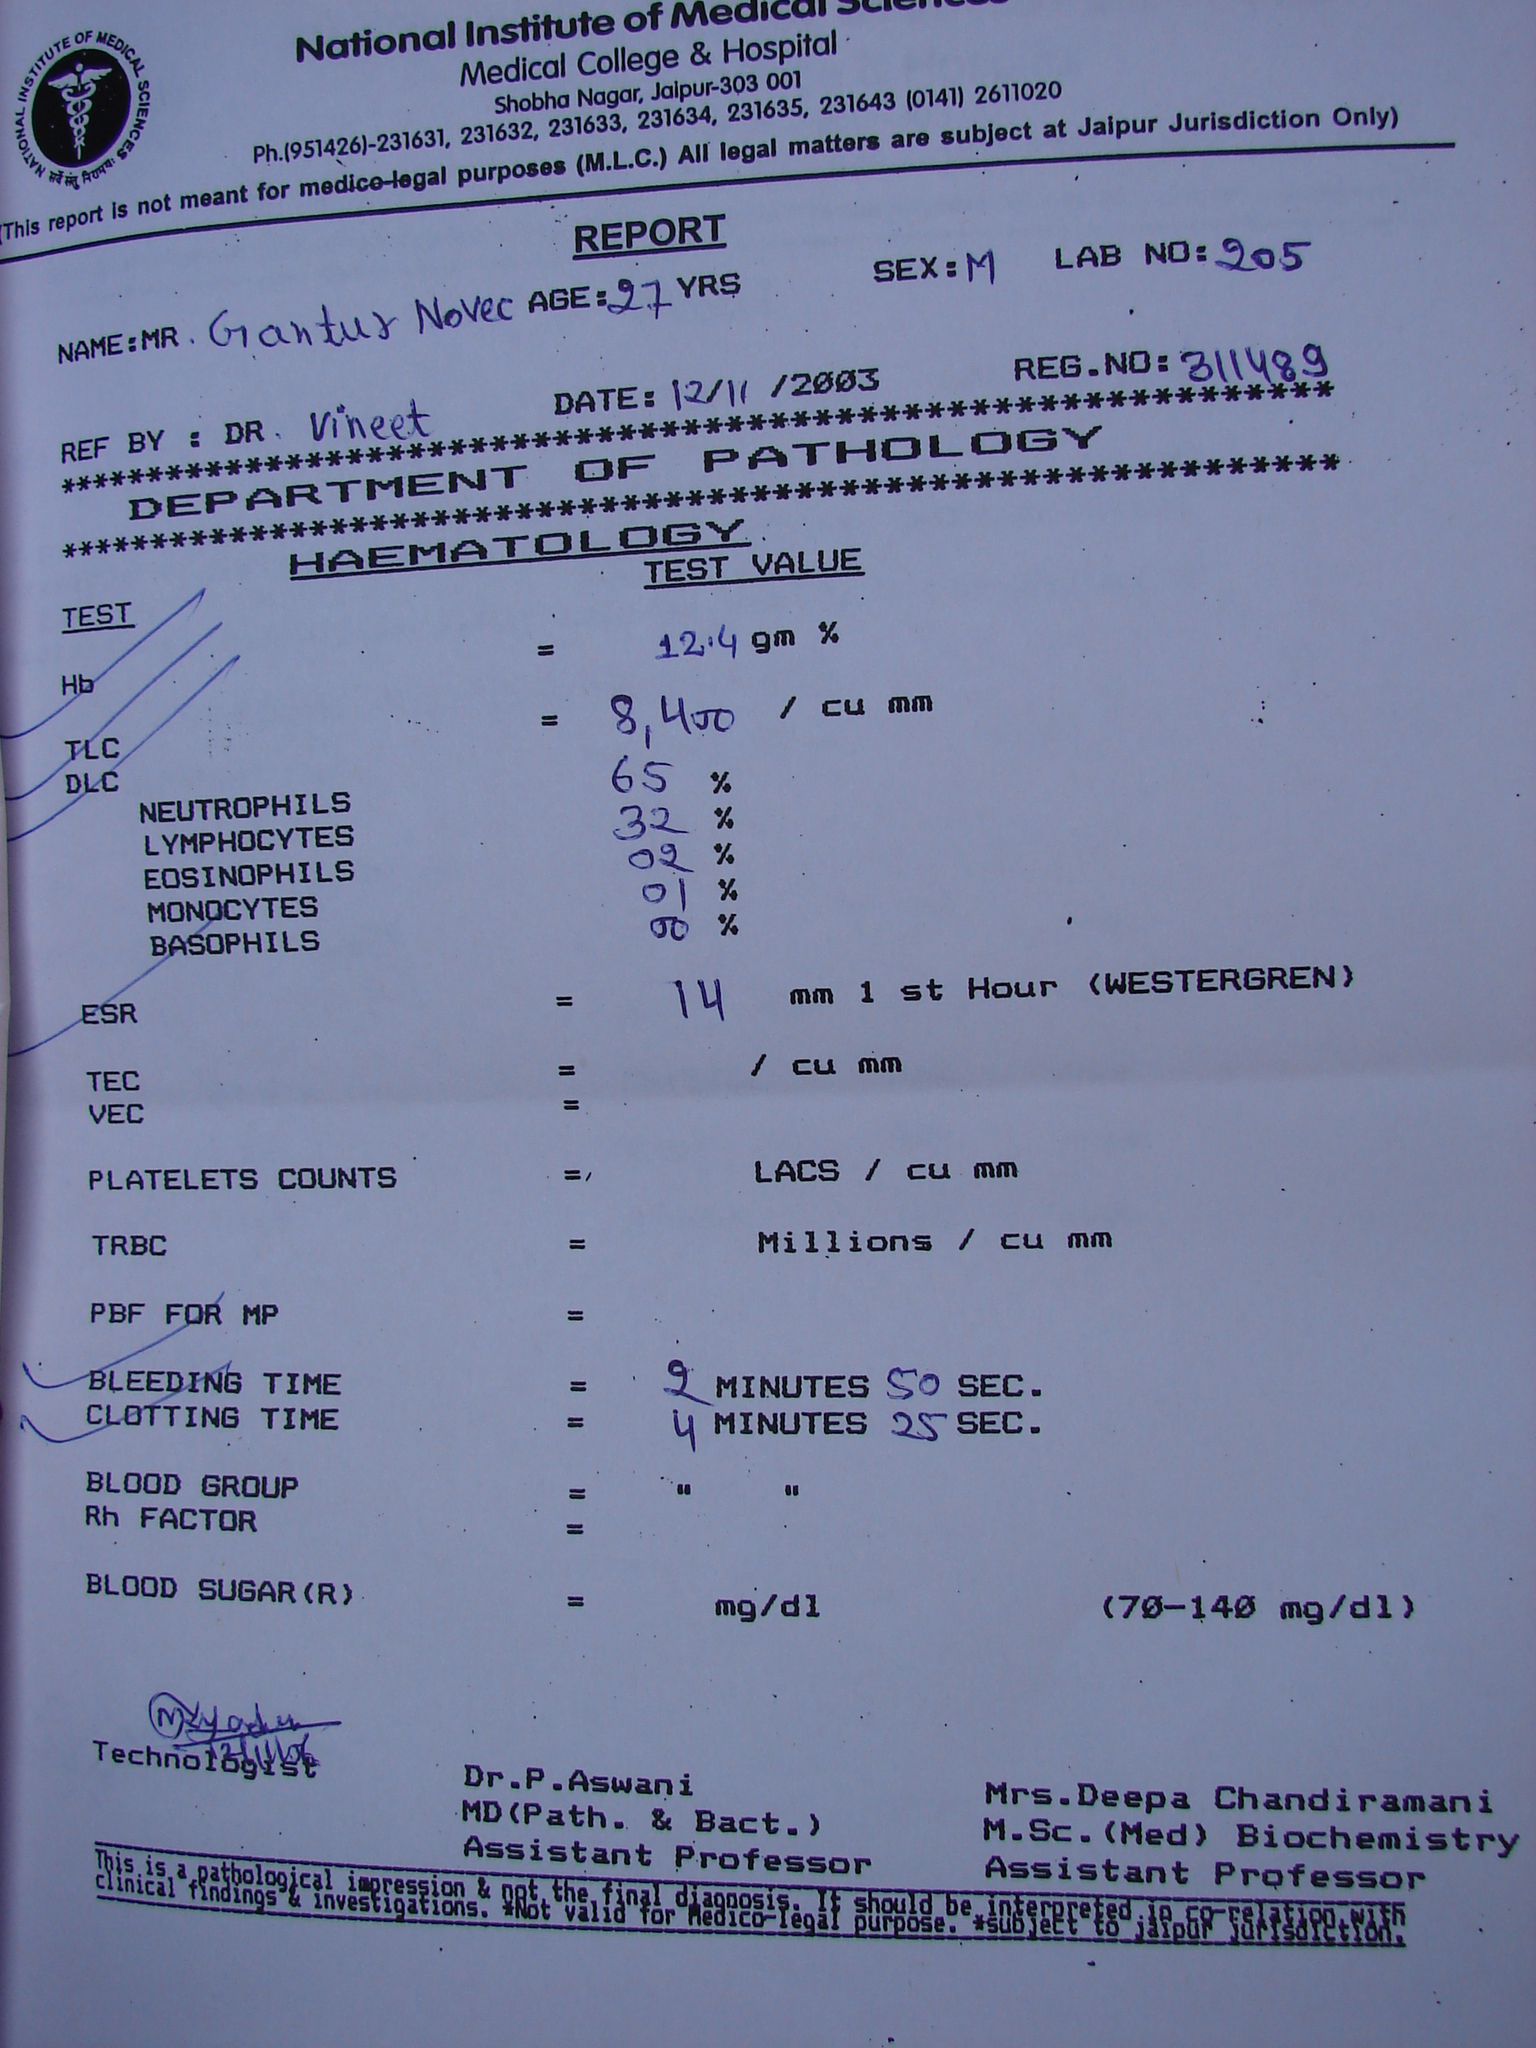 National Institute of Medical Sciences
Medical College & Hospital
Shobha Nagar, Jaipur-303 001
Ph.(951426)-231631, 231632, 231633, 231634, 231635, 231643 (0141) 2611020
(This report is not meant for medico-legal purposes (M.L.C.) All legal matters are subject at Jaipur Jurisdiction Only)
NATIONAL INSTITUTE OF MEDICAL SCIENCES
REPORT
NAME:MR. Gantus Novec AGE:27 YRS SEX:M LAB NO:205
REF BY : DR. Vineet DATE: 12/11 /2003 REG.NO: 311489
DEPARTMENT OF PATHOLOGY
HAEMATOLOGY
TEST TEST VALUE
Hb = 12.4 gm %
TLC = 8,400 / cu mm
DLC
NEUTROPHILS 65 %
LYMPHOCYTES 32 %
EOSINOPHILS 02 %
MONOCYTES 01 %
BASOPHILS 00 %
ESR = 14 mm 1 st Hour (WESTERGREN)
TEC = / cu mm
VEC =
PLATELETS COUNTS = LACS / cu mm
TRBC = Millions / cu mm
PBF FOR MP =
BLEEDING TIME = 2 MINUTES 50 SEC.
CLOTTING TIME = 4 MINUTES 25 SEC.
BLOOD GROUP = " "
Rh FACTOR =
BLOOD SUGAR(R) = mg/dl (70-140 mg/dl)
Technologist
Dr.P.Aswani Mrs.Deepa Chandiramani
MD(Path. & Bact.) M.Sc.(Med) Biochemistry
Assistant Professor Assistant Professor
This is a pathological impression & not the final diagnosis. It should be interpreted in co-relation with
clinical findings & investigations. *Not valid for Medico-legal purpose. *subject to jaipur jurisdiction.